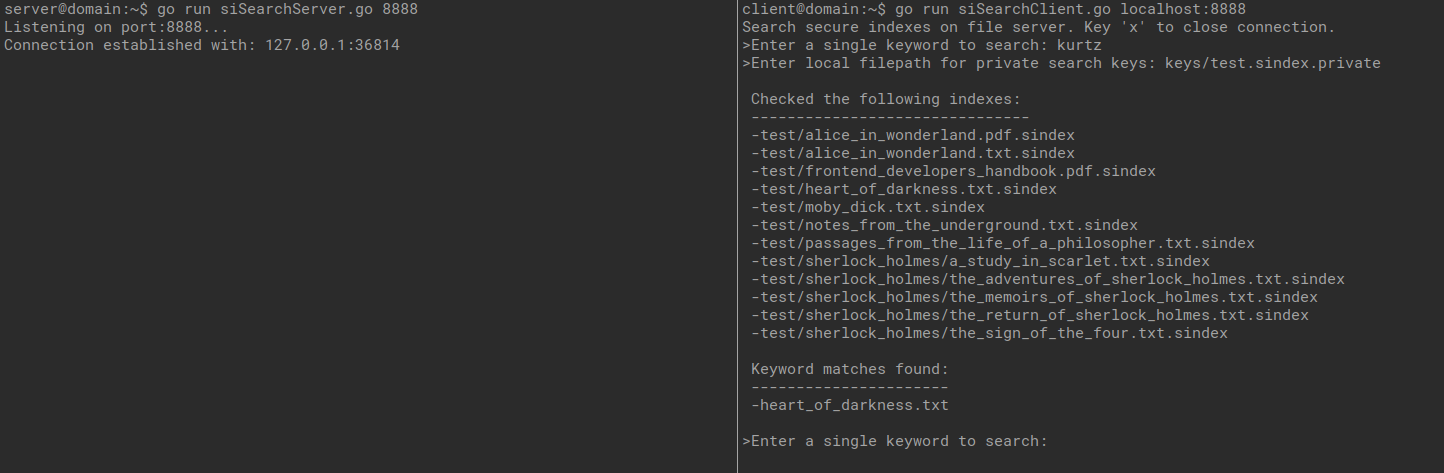 server@domain:~$ go run siSearchServer.go 8888
Listening on port:8888...
Connection established with: 127.0.0.1:36814
client@domain:~$ go run siSearchClient.go localhost:8888
Search secure indexes on file server. Key 'x' to close connection.
>Enter a single keyword to search: kurtz
>Enter local filepath for private search keys: keys/test.sindex.private
Checked the following indexes:
-------------------------------
-test/alice_in_wonderland.pdf.sindex
-test/alice_in_wonderland.txt.sindex
-test/frontend_developers_handbook.pdf.sindex
-test/heart_of_darkness.txt.sindex
-test/moby_dick.txt.sindex
-test/notes_from_the_underground.txt.sindex
-test/passages_from_the_life_of_a_philosopher.txt.sindex
-test/sherlock_holmes/a_study_in_scarlet.txt.sindex
-test/sherlock_holmes/the_adventures_of_sherlock_holmes.txt.sindex
-test/sherlock_holmes/the_memoirs_of_sherlock_holmes.txt.sindex
-test/sherlock_holmes/the_return_of_sherlock_holmes.txt.sindex
-test/sherlock_holmes/the_sign_of_the_four.txt.sindex
Keyword matches found:
----------------------
-heart_of_darkness.txt
>Enter a single keyword to search: